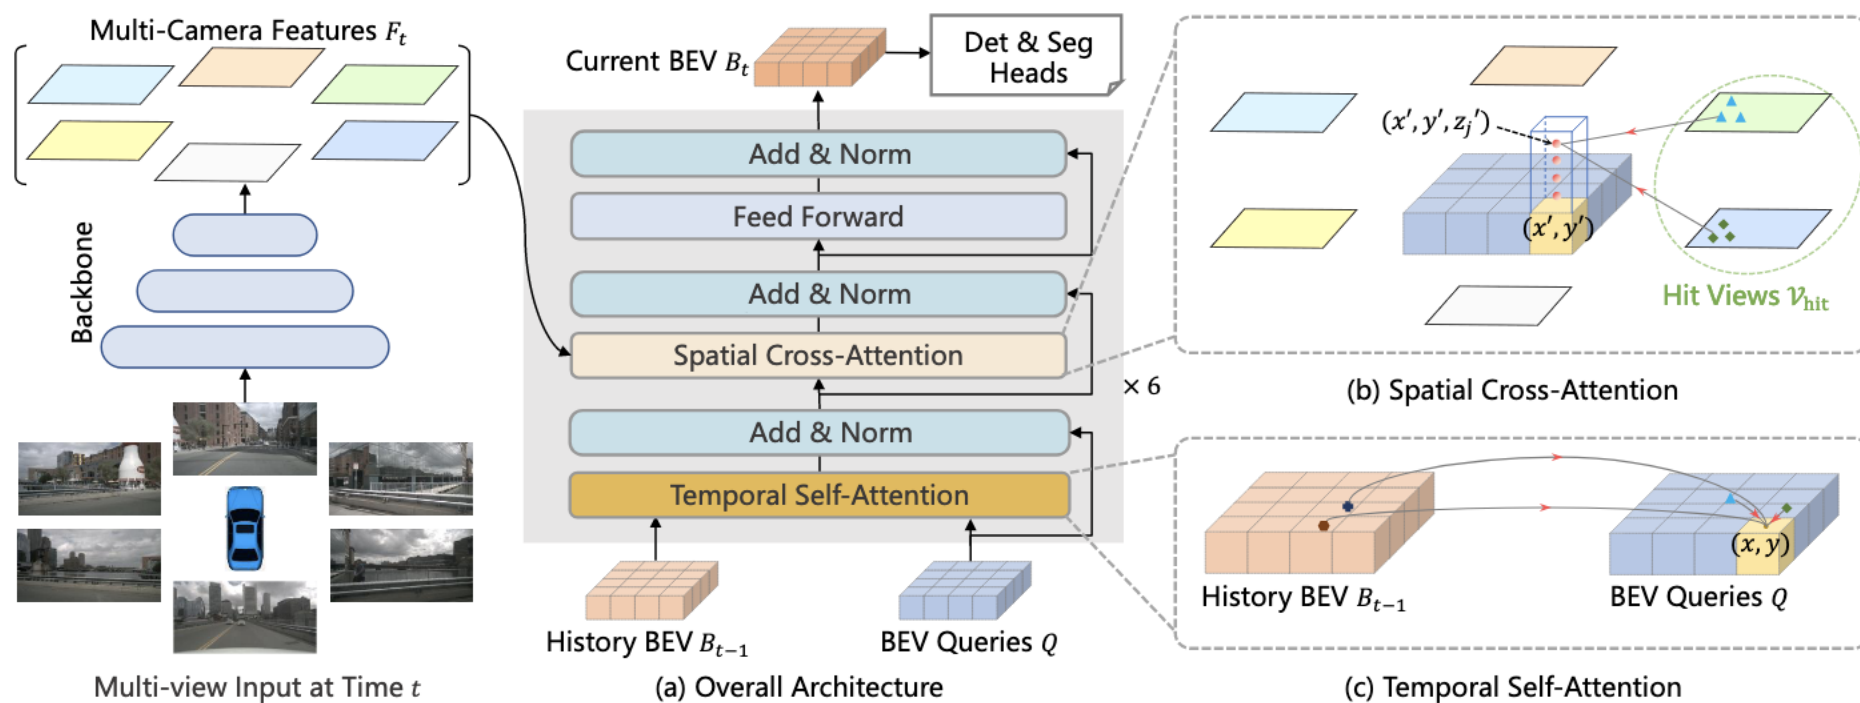 Multi-Camera Features F_t
Backbone
Multi-view Input at Time t
Current BEV B_t
Det & Seg
Heads
Add & Norm
Feed Forward
Add & Norm
Spatial Cross-Attention
× 6
Add & Norm
Temporal Self-Attention
History BEV B_{t−1}
BEV Queries Q
(a) Overall Architecture
(x′, y′, z_j′)
(x′, y′)
Hit Views 𝒱_hit
(b) Spatial Cross-Attention
(x, y)
History BEV B_{t−1}
BEV Queries Q
(c) Temporal Self-Attention